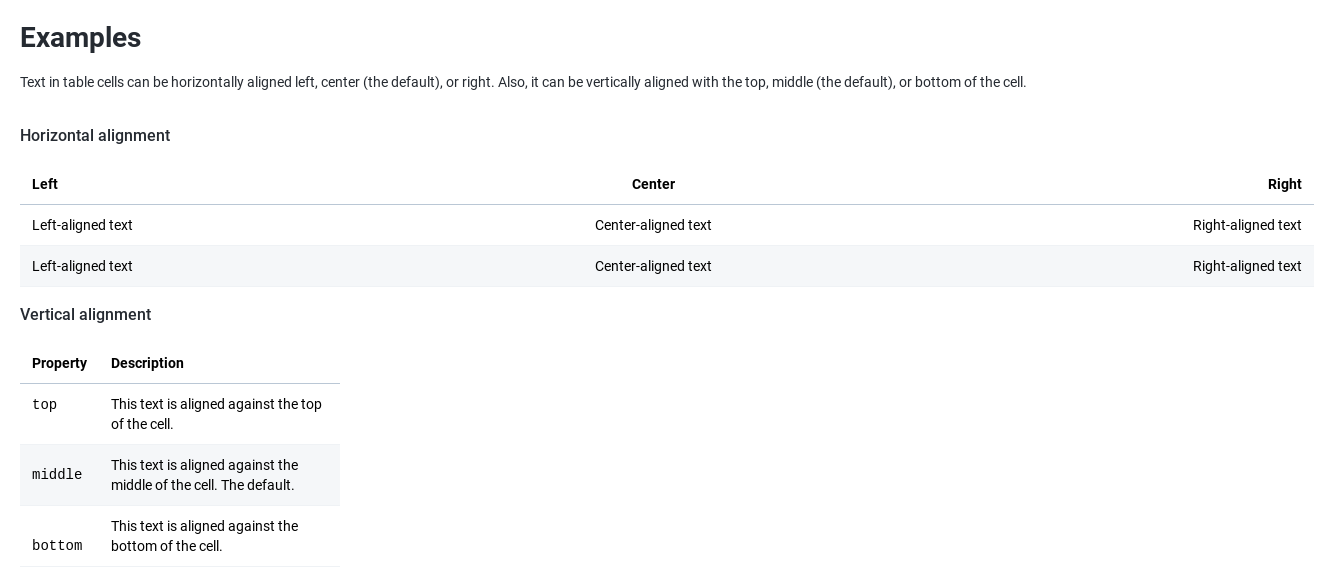 Examples
Text in table cells can be horizontally aligned left, center (the default), or right. Also, it can be vertically aligned with the top, middle (the default), or bottom of the cell.
Horizontal alignment
Left Center Right
Left-aligned text Center-aligned text Right-aligned text
Left-aligned text Center-aligned text Right-aligned text
Vertical alignment
Property Description
top This text is aligned against the top
of the cell.
middle This text is aligned against the
middle of the cell. The default.
This text is aligned against the
bottom bottom of the cell.